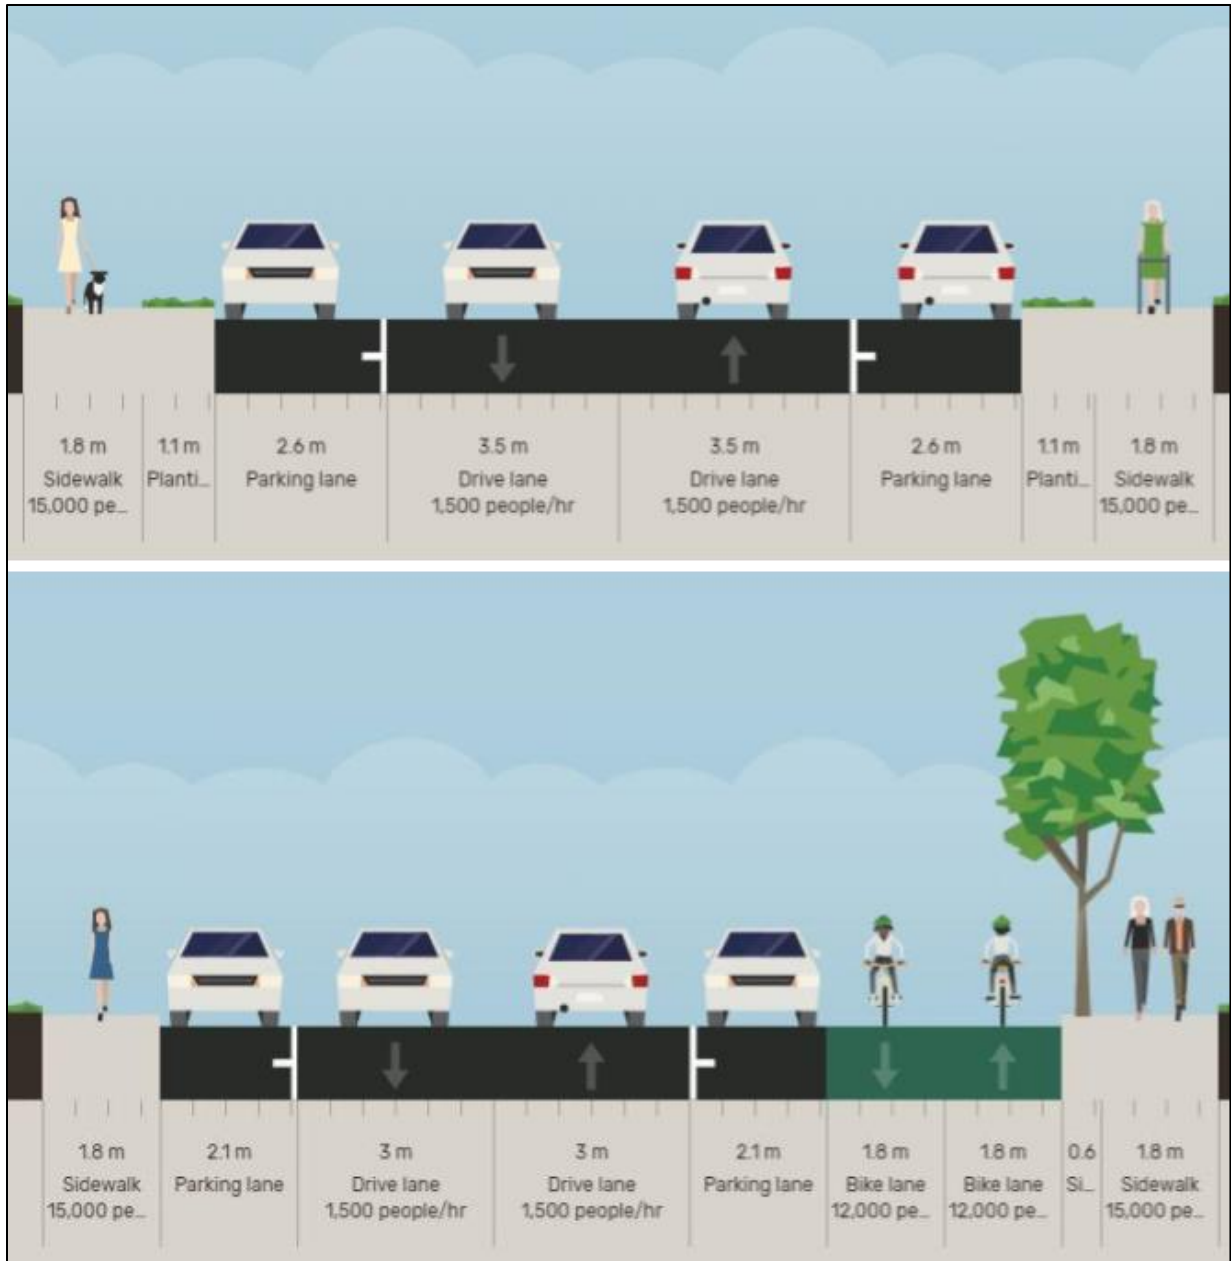 1.8 m
Sidewalk
15,000 pe...
1.1 m
Planti...
2.6 m
Parking lane
3.5 m
Drive lane
1,500 people/hr
3.5 m
Drive lane
1,500 people/hr
2.6 m
Parking lane
1.1 m
Planti...
1.8 m
Sidewalk
15,000 pe...
1.8 m
Sidewalk
15,000 pe...
2.1 m
Parking lane
3 m
Drive lane
1,500 people/hr
3 m
Drive lane
1,500 people/hr
2.1 m
Parking lane
1.8 m
Bike lane
12,000 pe...
1.8 m
Bike lane
12,000 pe...
0.6
Si...
1.8 m
Sidewalk
15,000 pe...